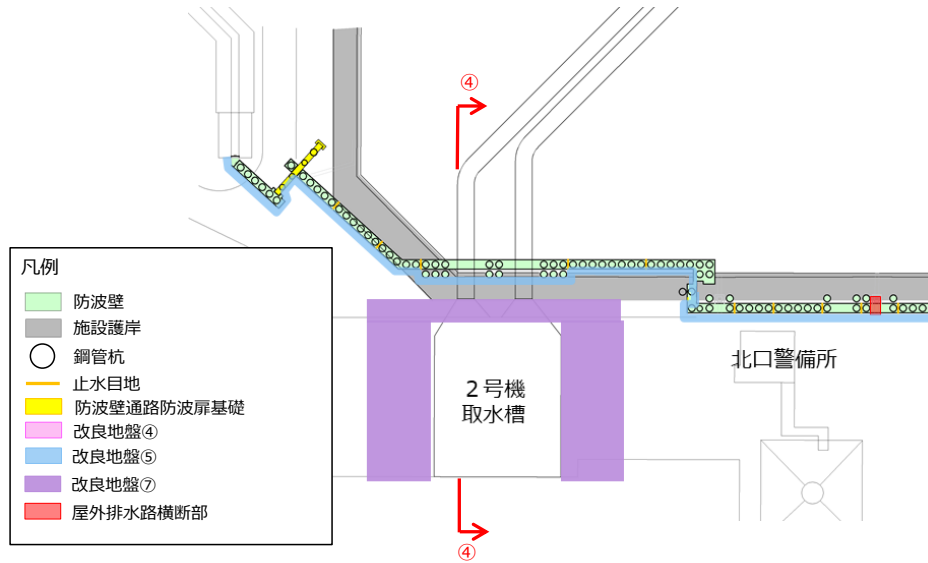 ④
凡例
防波壁
施設護岸
鋼管杭
止水目地
防波壁通路防波扉基礎
改良地盤④
改良地盤⑤
改良地盤⑦
屋外排水路横断部
２号機
取水槽
北口警備所
④